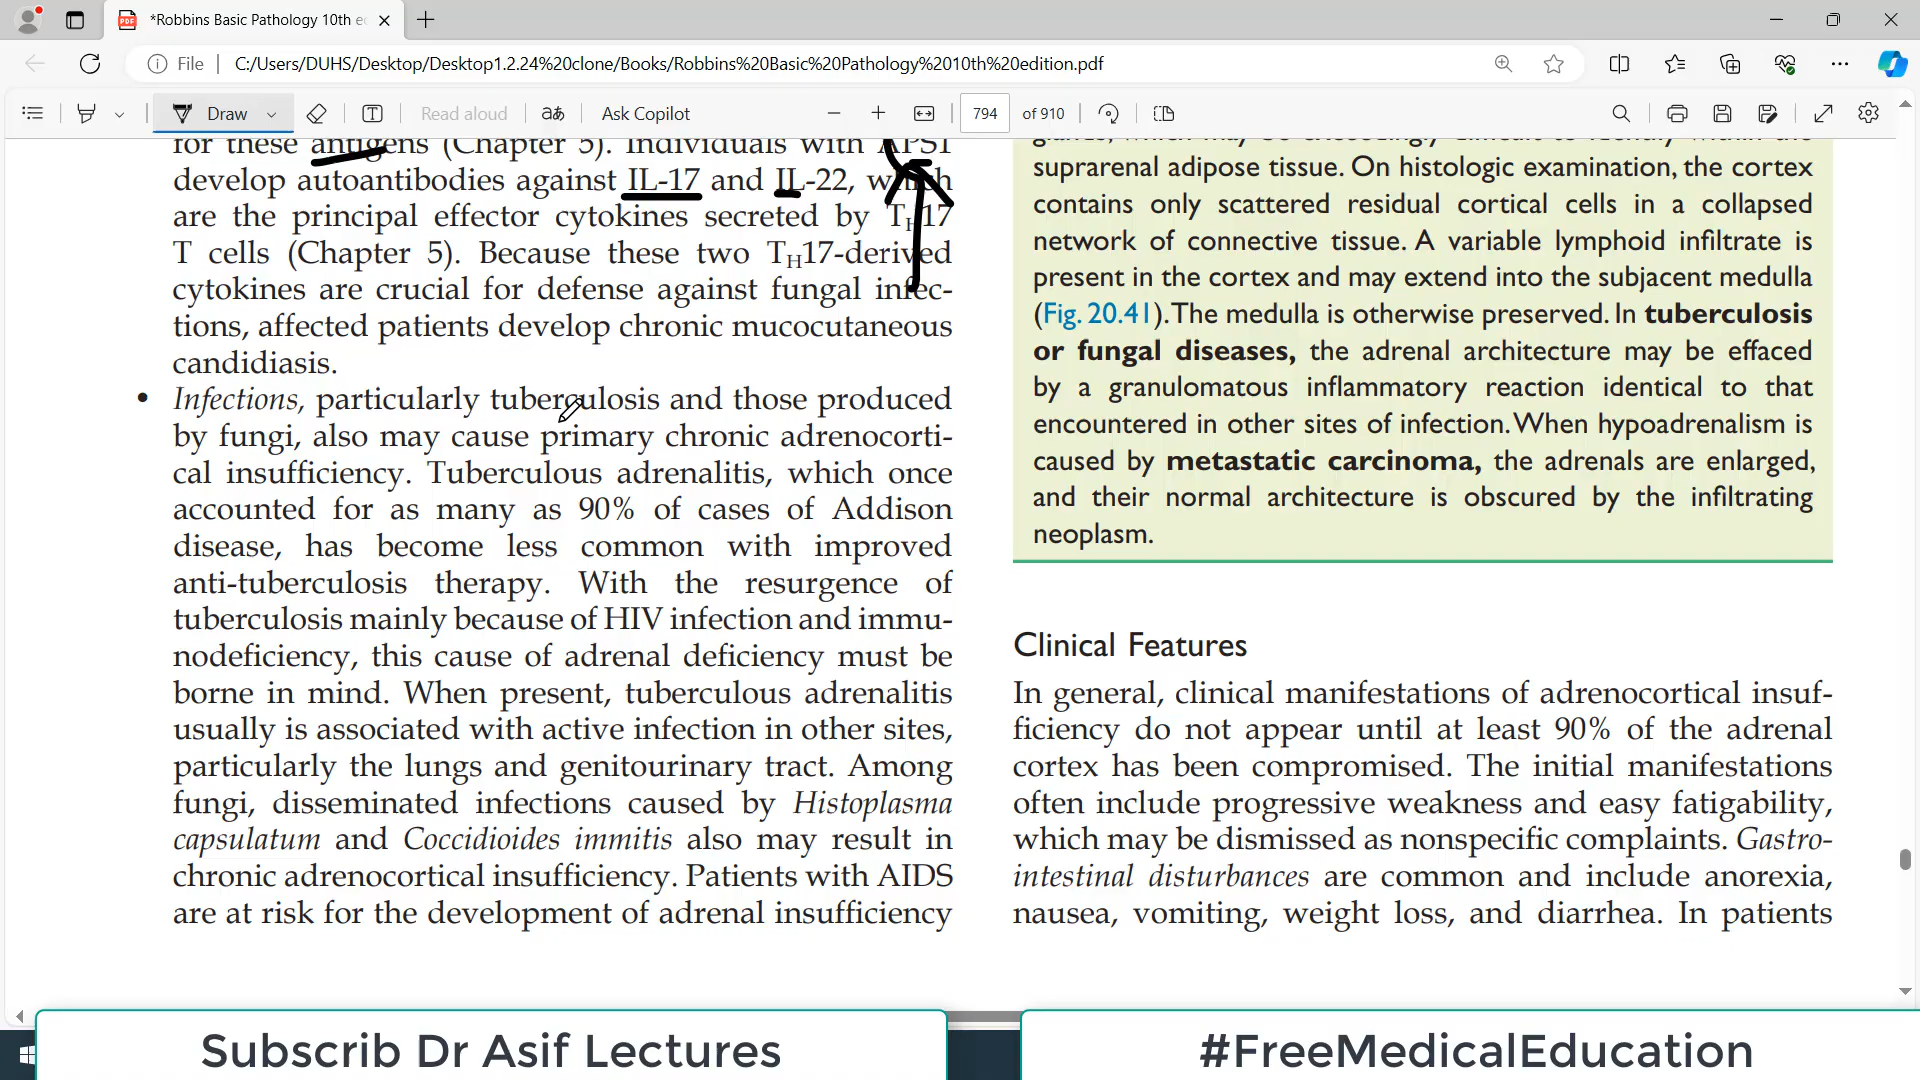 *Robbins Basic Pathology 10th ec
File
C:/Users/DUHS/Desktop/Desktop1.2.24%20clone/Books/Robbins%20Basic%20Pathology%2010th%20edition.pdf
Draw
Read aloud
aあ
Ask Copilot
794 of 910
for these antigens (Chapter 5). Individuals with APS1
develop autoantibodies against IL-17 and IL-22, which
are the principal effector cytokines secreted by TH17
T cells (Chapter 5). Because these two TH17-derived
cytokines are crucial for defense against fungal infec-
tions, affected patients develop chronic mucocutaneous
candidiasis.
• Infections, particularly tuberculosis and those produced
by fungi, also may cause primary chronic adrenocorti-
cal insufficiency. Tuberculous adrenalitis, which once
accounted for as many as 90% of cases of Addison
disease, has become less common with improved
anti-tuberculosis therapy. With the resurgence of
tuberculosis mainly because of HIV infection and immu-
nodeficiency, this cause of adrenal deficiency must be
borne in mind. When present, tuberculous adrenalitis
usually is associated with active infection in other sites,
particularly the lungs and genitourinary tract. Among
fungi, disseminated infections caused by Histoplasma
capsulatum and Coccidioides immitis also may result in
chronic adrenocortical insufficiency. Patients with AIDS
are at risk for the development of adrenal insufficiency
suprarenal adipose tissue. On histologic examination, the cortex
contains only scattered residual cortical cells in a collapsed
network of connective tissue. A variable lymphoid infiltrate is
present in the cortex and may extend into the subjacent medulla
(Fig. 20.41). The medulla is otherwise preserved. In tuberculosis
or fungal diseases, the adrenal architecture may be effaced
by a granulomatous inflammatory reaction identical to that
encountered in other sites of infection. When hypoadrenalism is
caused by metastatic carcinoma, the adrenals are enlarged,
and their normal architecture is obscured by the infiltrating
neoplasm.
Clinical Features
In general, clinical manifestations of adrenocortical insuf-
ficiency do not appear until at least 90% of the adrenal
cortex has been compromised. The initial manifestations
often include progressive weakness and easy fatigability,
which may be dismissed as nonspecific complaints. Gastro-
intestinal disturbances are common and include anorexia,
nausea, vomiting, weight loss, and diarrhea. In patients
Subscrib Dr Asif Lectures
#FreeMedicalEducation